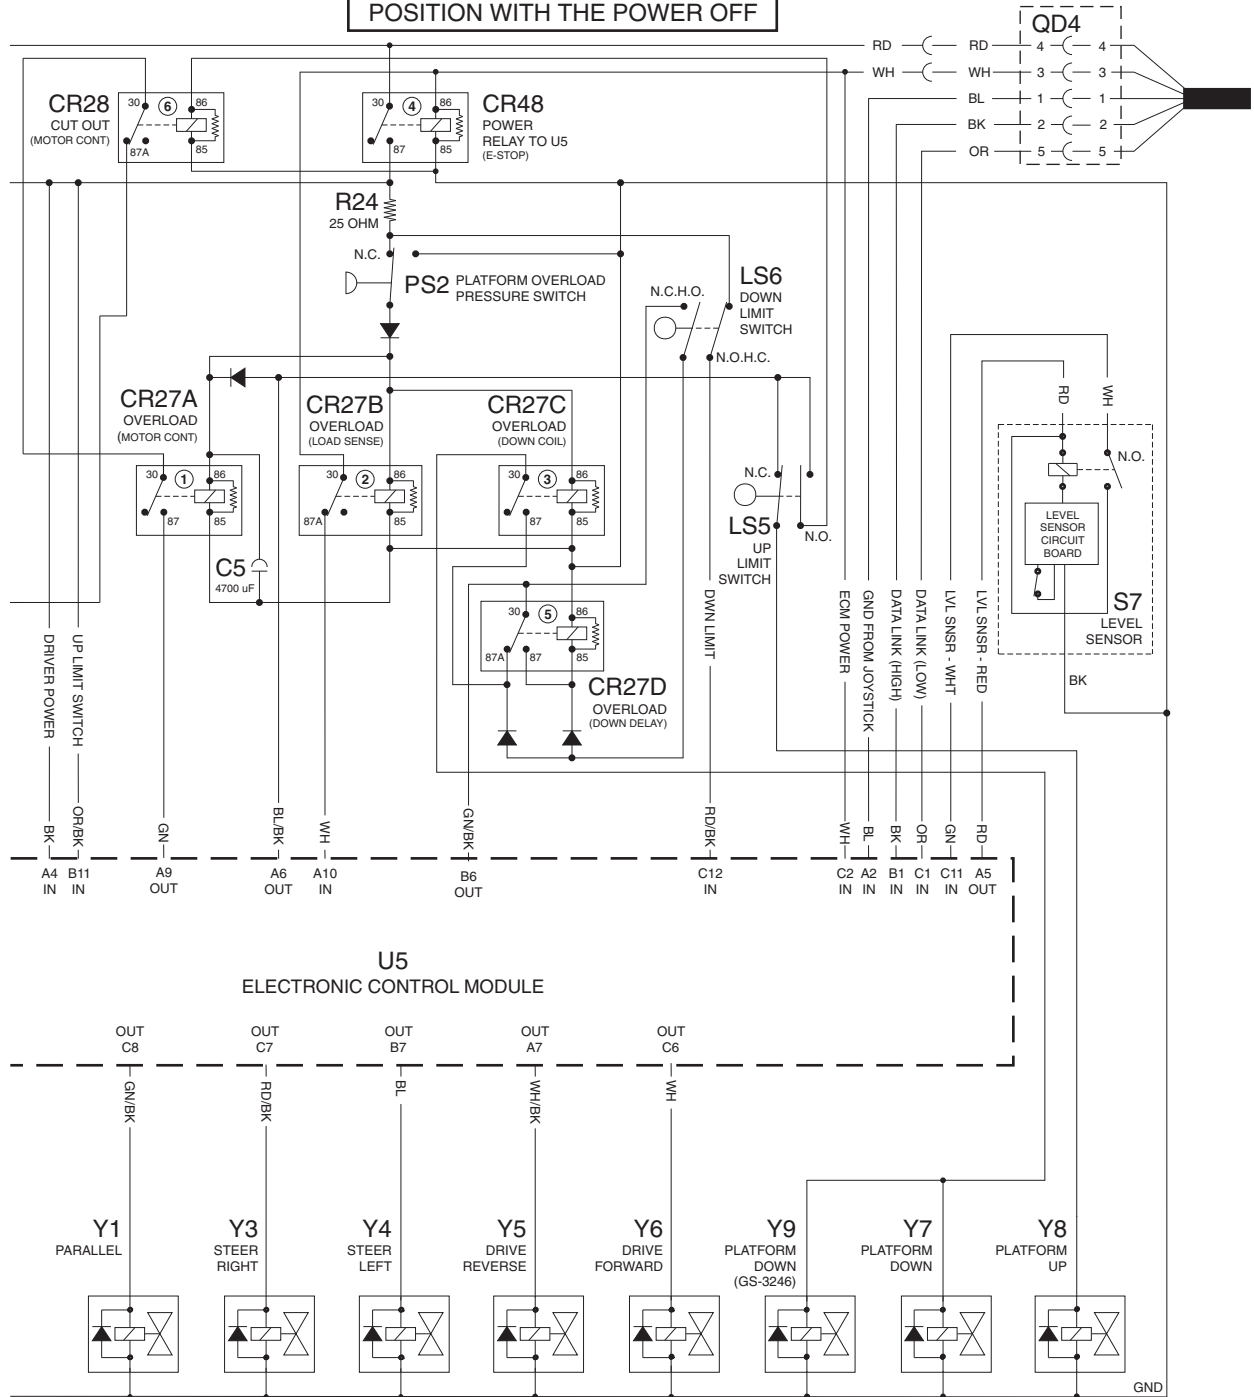 POSITION WITH THE POWER OFF
QD4
RD
RD
4
4
WH
WH
3
3
BL
1
1
BK
2
2
OR
5
5
CR28
CUT OUT
(MOTOR CONT)
30
6
86
87A
85
30
4
86
87
85
CR48
POWER
RELAY TO U5
(E-STOP)
R24
25 OHM
N.C.
PS2
PLATFORM OVERLOAD
PRESSURE SWITCH
N.C.H.O.
LS6
DOWN
LIMIT
SWITCH
N.O.H.C.
CR27A
OVERLOAD
(MOTOR CONT)
CR27B
OVERLOAD
(LOAD SENSE)
CR27C
OVERLOAD
(DOWN COIL)
RD
WH
30
1
86
87
85
30
2
86
87A
85
30
3
86
87
85
N.C.
LS5
N.O.
UP
LIMIT
SWITCH
N.O.
LEVEL
SENSOR
CIRCUIT
BOARD
S7
LEVEL
SENSOR
BK
C5
4700 uF
30
5
86
87A
87
85
CR27D
OVERLOAD
(DOWN DELAY)
DRIVER POWER
UP LIMIT SWITCH
DWN LIMIT
ECM POWER
GND FROM JOYSTICK
DATA LINK (HIGH)
DATA LINK (LOW)
LVL SNSR - WHT
LVL SNSR - RED
BK
OR/BK
GN
BL/BK
WH
GN/BK
RD/BK
WH
BL
BK
OR
GN
RD
A4
IN
B11
IN
A9
OUT
A6
OUT
A10
IN
B6
OUT
C12
IN
C2
IN
A2
IN
B1
IN
C1
IN
C11
IN
A5
OUT
U5
ELECTRONIC CONTROL MODULE
OUT
C8
OUT
C7
OUT
B7
OUT
A7
OUT
C6
GN/BK
RD/BK
BL
WH/BK
WH
Y1
PARALLEL
Y3
STEER
RIGHT
Y4
STEER
LEFT
Y5
DRIVE
REVERSE
Y6
DRIVE
FORWARD
Y9
PLATFORM
DOWN
(GS-3246)
Y7
PLATFORM
DOWN
Y8
PLATFORM
UP
GND